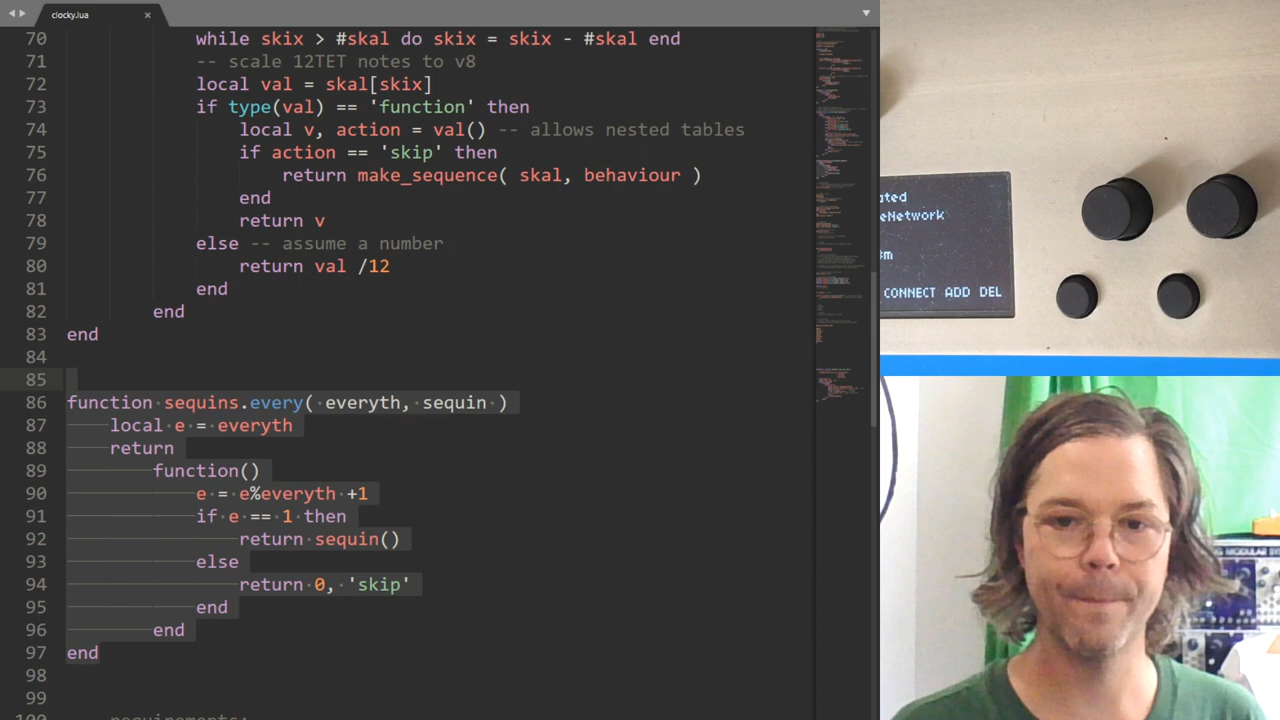 clocky.lua
70 while skix > #skal do skix = skix - #skal end
71 -- scale 12TET notes to v8
72 local val = skal[skix]
73 if type(val) == 'function' then
74 local v, action = val() -- allows nested tables
75 if action == 'skip' then
76 return make_sequence( skal, behaviour )
77 end
78 return v
79 else -- assume a number
80 return val /12
81 end
82 end
83 end
84
85
86 function sequins.every( everyth, sequin )
87 local e = everyth
88 return
89 function()
90 e = e%everyth +1
91 if e == 1 then
92 return sequin()
93 else
94 return 0, 'skip'
95 end
96 end
97 end
98
99
100 requirements:
ated
eNetwork
CONNECT ADD DEL